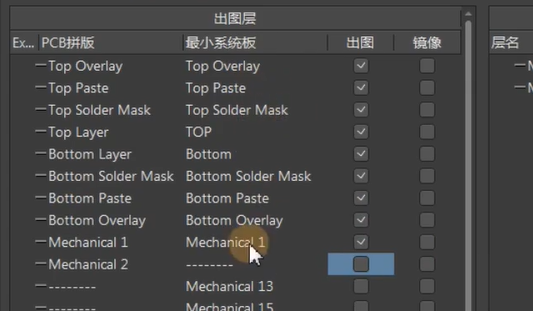 出图层
Ex... PCB拼版 最小系统板 出图 镜像 层名
Top Overlay Top Overlay
Top Paste Top Paste
Top Solder Mask Top Solder Mask
Top Layer TOP
Bottom Layer Bottom
Bottom Solder Mask Bottom Solder Mask
Bottom Paste Bottom Paste
Bottom Overlay Bottom Overlay
Mechanical 1 Mechanical 1
Mechanical 2 --------
-------- Mechanical 13
-------- Mechanical 15